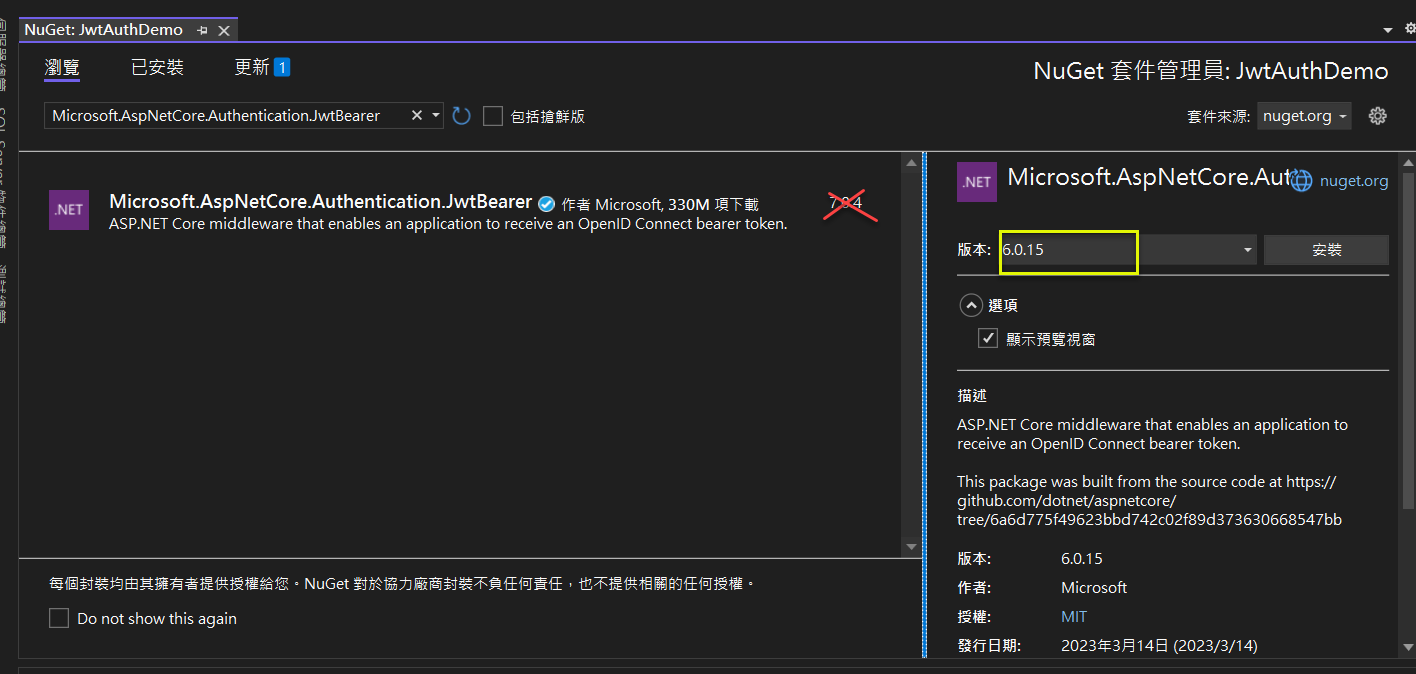 NuGet: JwtAuthDemo
瀏覽 已安裝 更新 1
NuGet 套件管理員: JwtAuthDemo
Microsoft.AspNetCore.Authentication.JwtBearer
包括搶鮮版
套件來源: nuget.org
.NET
Microsoft.AspNetCore.Authentication.JwtBearer 作者 Microsoft, 330M 項下載
ASP.NET Core middleware that enables an application to receive an OpenID Connect bearer token.
每個封裝均由其擁有者提供授權給您。NuGet 對於協力廠商封裝不負任何責任，也不提供相關的任何授權。
Do not show this again
.NET
Microsoft.AspNetCore.Aut
nuget.org
版本: 6.0.15 安裝
選項
顯示預覽視窗
描述
ASP.NET Core middleware that enables an application to
receive an OpenID Connect bearer token.
This package was built from the source code at https://
github.com/dotnet/aspnetcore/
tree/6a6d775f49623bbd742c02f89d373630668547bb
版本: 6.0.15
作者: Microsoft
授權: MIT
發行日期: 2023年3月14日 (2023/3/14)